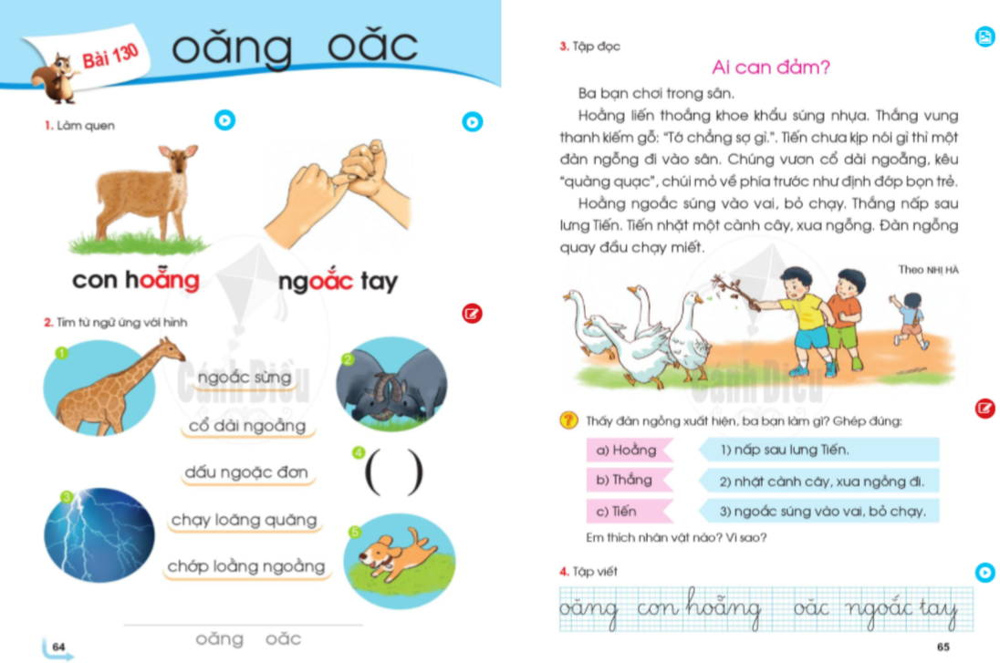 Bài 130
oăng oăc
1. Làm quen
con hoẵng
ngoắc tay
2. Tìm từ ngữ ứng với hình
1
ngoắc sừng
2
cổ dài ngoẵng
dấu ngoặc đơn
4
( )
3
chạy loăng quăng
5
chớp loằng ngoằng
oăng oăc
64
3. Tập đọc
Ai can đảm?
Ba bạn chơi trong sân.
Hoằng liến thoắng khoe khẩu súng nhựa. Thắng vung
thanh kiếm gỗ: “Tớ chẳng sợ gì.”. Tiến chưa kịp nói gì thì một
đàn ngỗng đi vào sân. Chúng vươn cổ dài ngoẵng, kêu
“quàng quạc”, chúi mỏ về phía trước như định đớp bọn trẻ.
Hoằng ngoắc súng vào vai, bỏ chạy. Thắng nấp sau
lưng Tiến. Tiến nhặt một cành cây, xua ngỗng. Đàn ngỗng
quay đầu chạy miết.
Theo NHỊ HÀ
Cánh Diều
Cánh Diều
? Thấy đàn ngỗng xuất hiện, ba bạn làm gì? Ghép đúng:
a) Hoằng 1) nấp sau lưng Tiến.
b) Thắng 2) nhặt cành cây, xua ngỗng đi.
c) Tiến 3) ngoắc súng vào vai, bỏ chạy.
Em thích nhân vật nào? Vì sao?
4. Tập viết
oăng con hoẵng oăc ngoắc tay
65